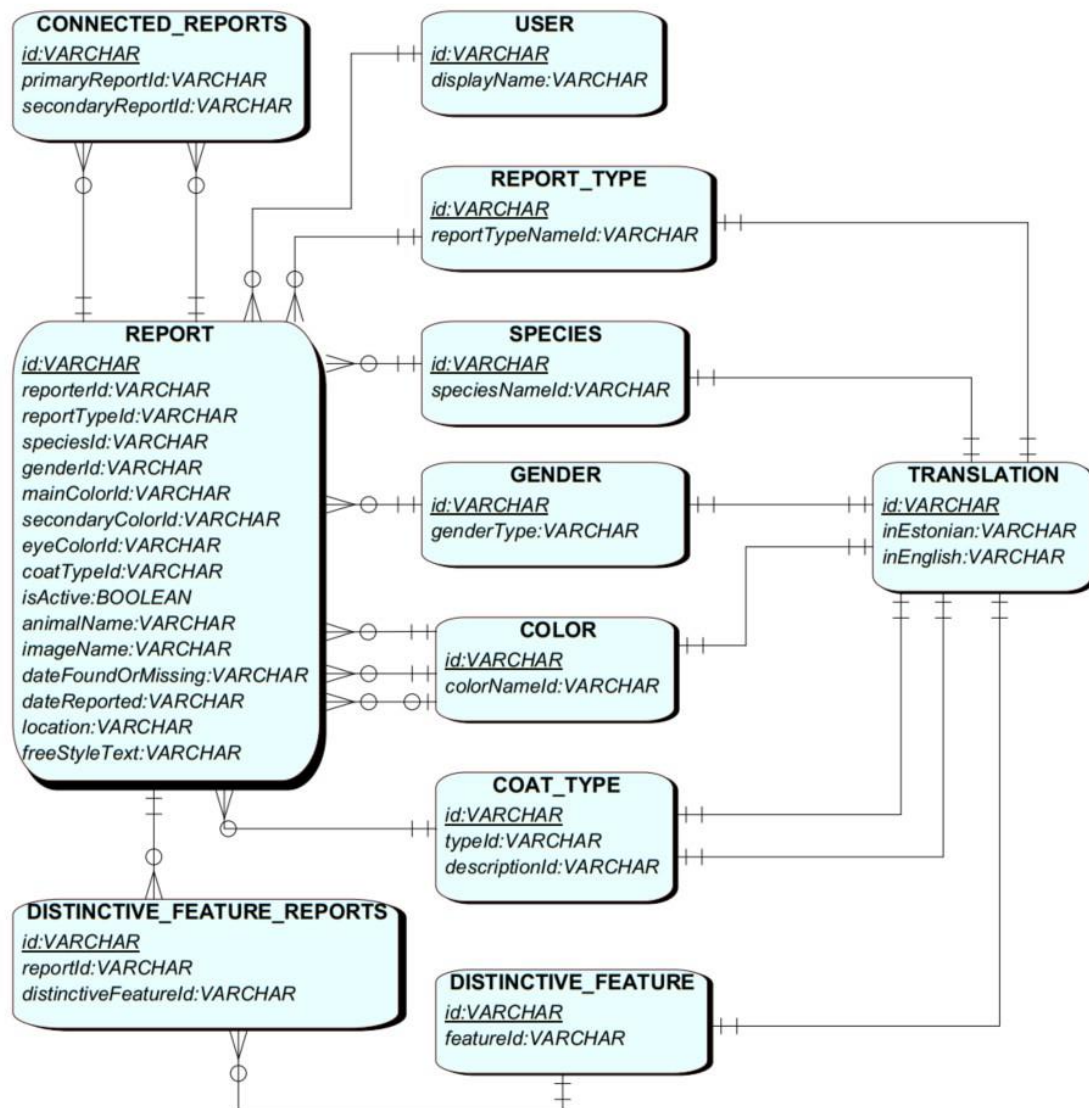 CONNECTED_REPORTS
id:VARCHAR
primaryReportId:VARCHAR
secondaryReportId:VARCHAR
USER
id:VARCHAR
displayName:VARCHAR
REPORT_TYPE
id:VARCHAR
reportTypeNameId:VARCHAR
REPORT
id:VARCHAR
reporterId:VARCHAR
reportTypeId:VARCHAR
speciesId:VARCHAR
genderId:VARCHAR
mainColorId:VARCHAR
secondaryColorId:VARCHAR
eyeColorId:VARCHAR
coatTypeId:VARCHAR
isActive:BOOLEAN
animalName:VARCHAR
imageName:VARCHAR
dateFoundOrMissing:VARCHAR
dateReported:VARCHAR
location:VARCHAR
freeStyleText:VARCHAR
SPECIES
id:VARCHAR
speciesNameId:VARCHAR
GENDER
id:VARCHAR
genderType:VARCHAR
TRANSLATION
id:VARCHAR
inEstonian:VARCHAR
inEnglish:VARCHAR
COLOR
id:VARCHAR
colorNameId:VARCHAR
COAT_TYPE
id:VARCHAR
typeId:VARCHAR
descriptionId:VARCHAR
DISTINCTIVE_FEATURE_REPORTS
id:VARCHAR
reportId:VARCHAR
distinctiveFeatureId:VARCHAR
DISTINCTIVE_FEATURE
id:VARCHAR
featureId:VARCHAR